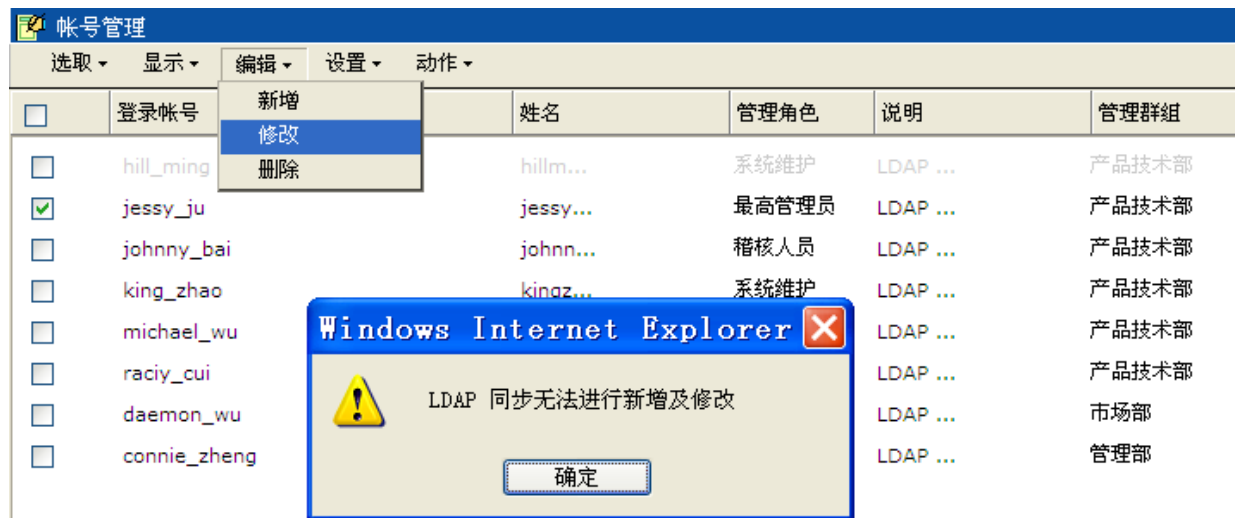 帐号管理
选取 显示 编辑 设置 动作
新增
修改
删除
登录帐号 姓名 管理角色 说明 管理群组
hill_ming hillm... 系统维护 LDAP ... 产品技术部
jessy_ju jessy... 最高管理员 LDAP ... 产品技术部
johnny_bai johnn... 稽核人员 LDAP ... 产品技术部
king_zhao kingz... 系统维护 LDAP ... 产品技术部
michael_wu LDAP ... 产品技术部
raciy_cui LDAP ... 产品技术部
daemon_wu LDAP ... 市场部
connie_zheng LDAP ... 管理部
Windows Internet Explorer
LDAP 同步无法进行新增及修改
确定